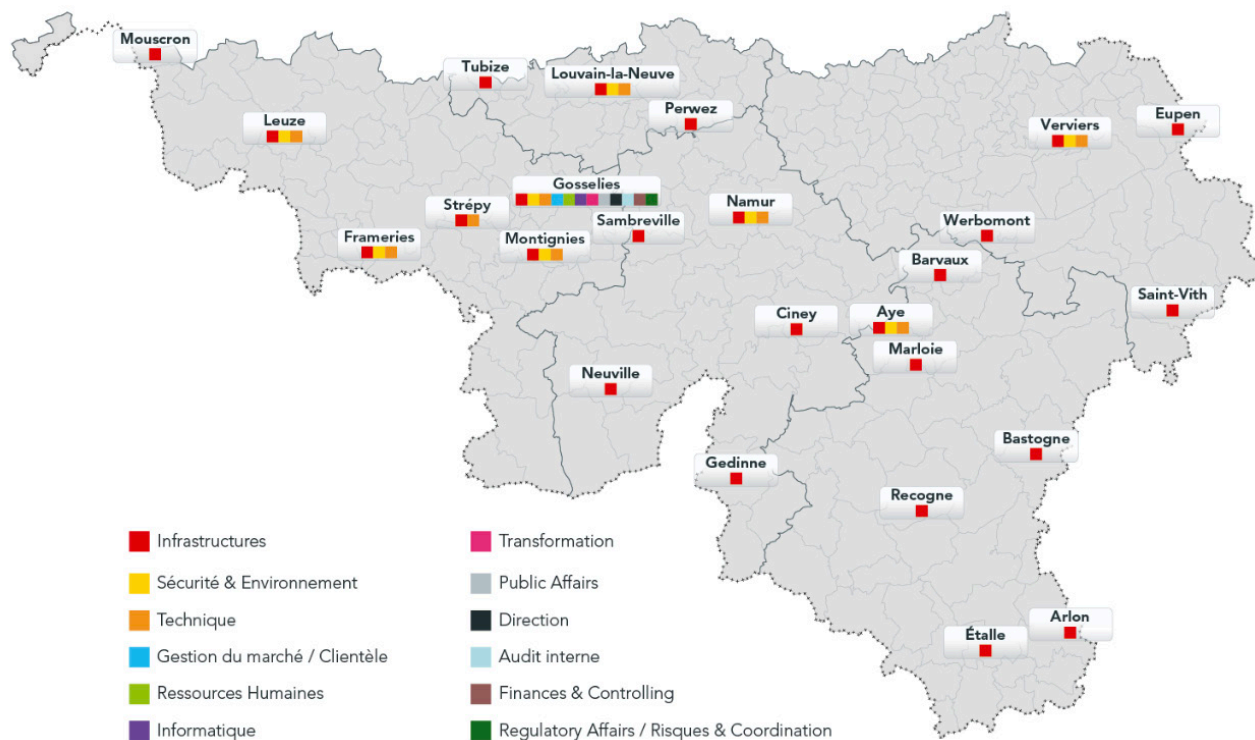 Mouscron
Tubize
Louvain-la-Neuve
Perwez
Leuze
Verviers
Eupen
Gosselies
Strépy
Sambreville
Namur
Frameries
Montignies
Werbomont
Barvaux
Saint-Vith
Ciney
Aye
Marloie
Neuville
Bastogne
Gedinne
Recogne
Arlon
Étalle
Infrastructures
Sécurité & Environnement
Technique
Gestion du marché / Clientèle
Ressources Humaines
Informatique
Transformation
Public Affairs
Direction
Audit interne
Finances & Controlling
Regulatory Affairs / Risques & Coordination